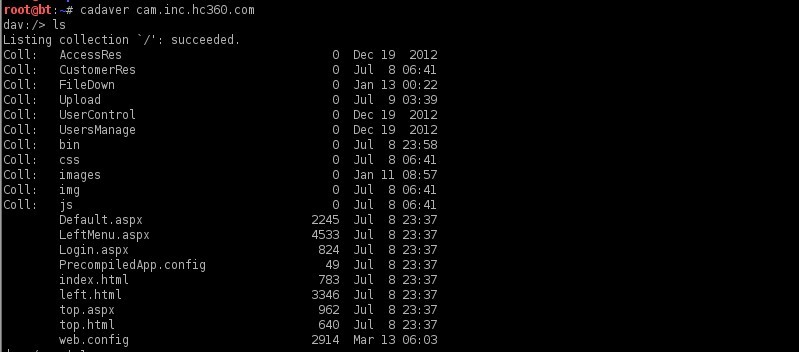 root@bt:~# cadaver cam.inc.hc360.com
dav:/> ls
Listing collection `/': succeeded.
Coll:   AccessRes                              0  Dec 19  2012
Coll:   CustomerRes                            0  Jul  8 06:41
Coll:   FileDown                               0  Jan 13 00:22
Coll:   Upload                                 0  Jul  9 03:39
Coll:   UserControl                            0  Dec 19  2012
Coll:   UsersManage                            0  Dec 19  2012
Coll:   bin                                    0  Jul  8 23:58
Coll:   css                                    0  Jul  8 06:41
Coll:   images                                 0  Jan 11 08:57
Coll:   img                                    0  Jul  8 06:41
Coll:   js                                     0  Jul  8 06:41
        Default.aspx                        2245  Jul  8 23:37
        LeftMenu.aspx                       4533  Jul  8 23:37
        Login.aspx                           824  Jul  8 23:37
        PrecompiledApp.config                 49  Jul  8 23:37
        index.html                           783  Jul  8 23:37
        left.html                           3346  Jul  8 23:37
        top.aspx                             962  Jul  8 23:37
        top.html                             640  Jul  8 23:37
        web.config                          2914  Mar 13 06:03